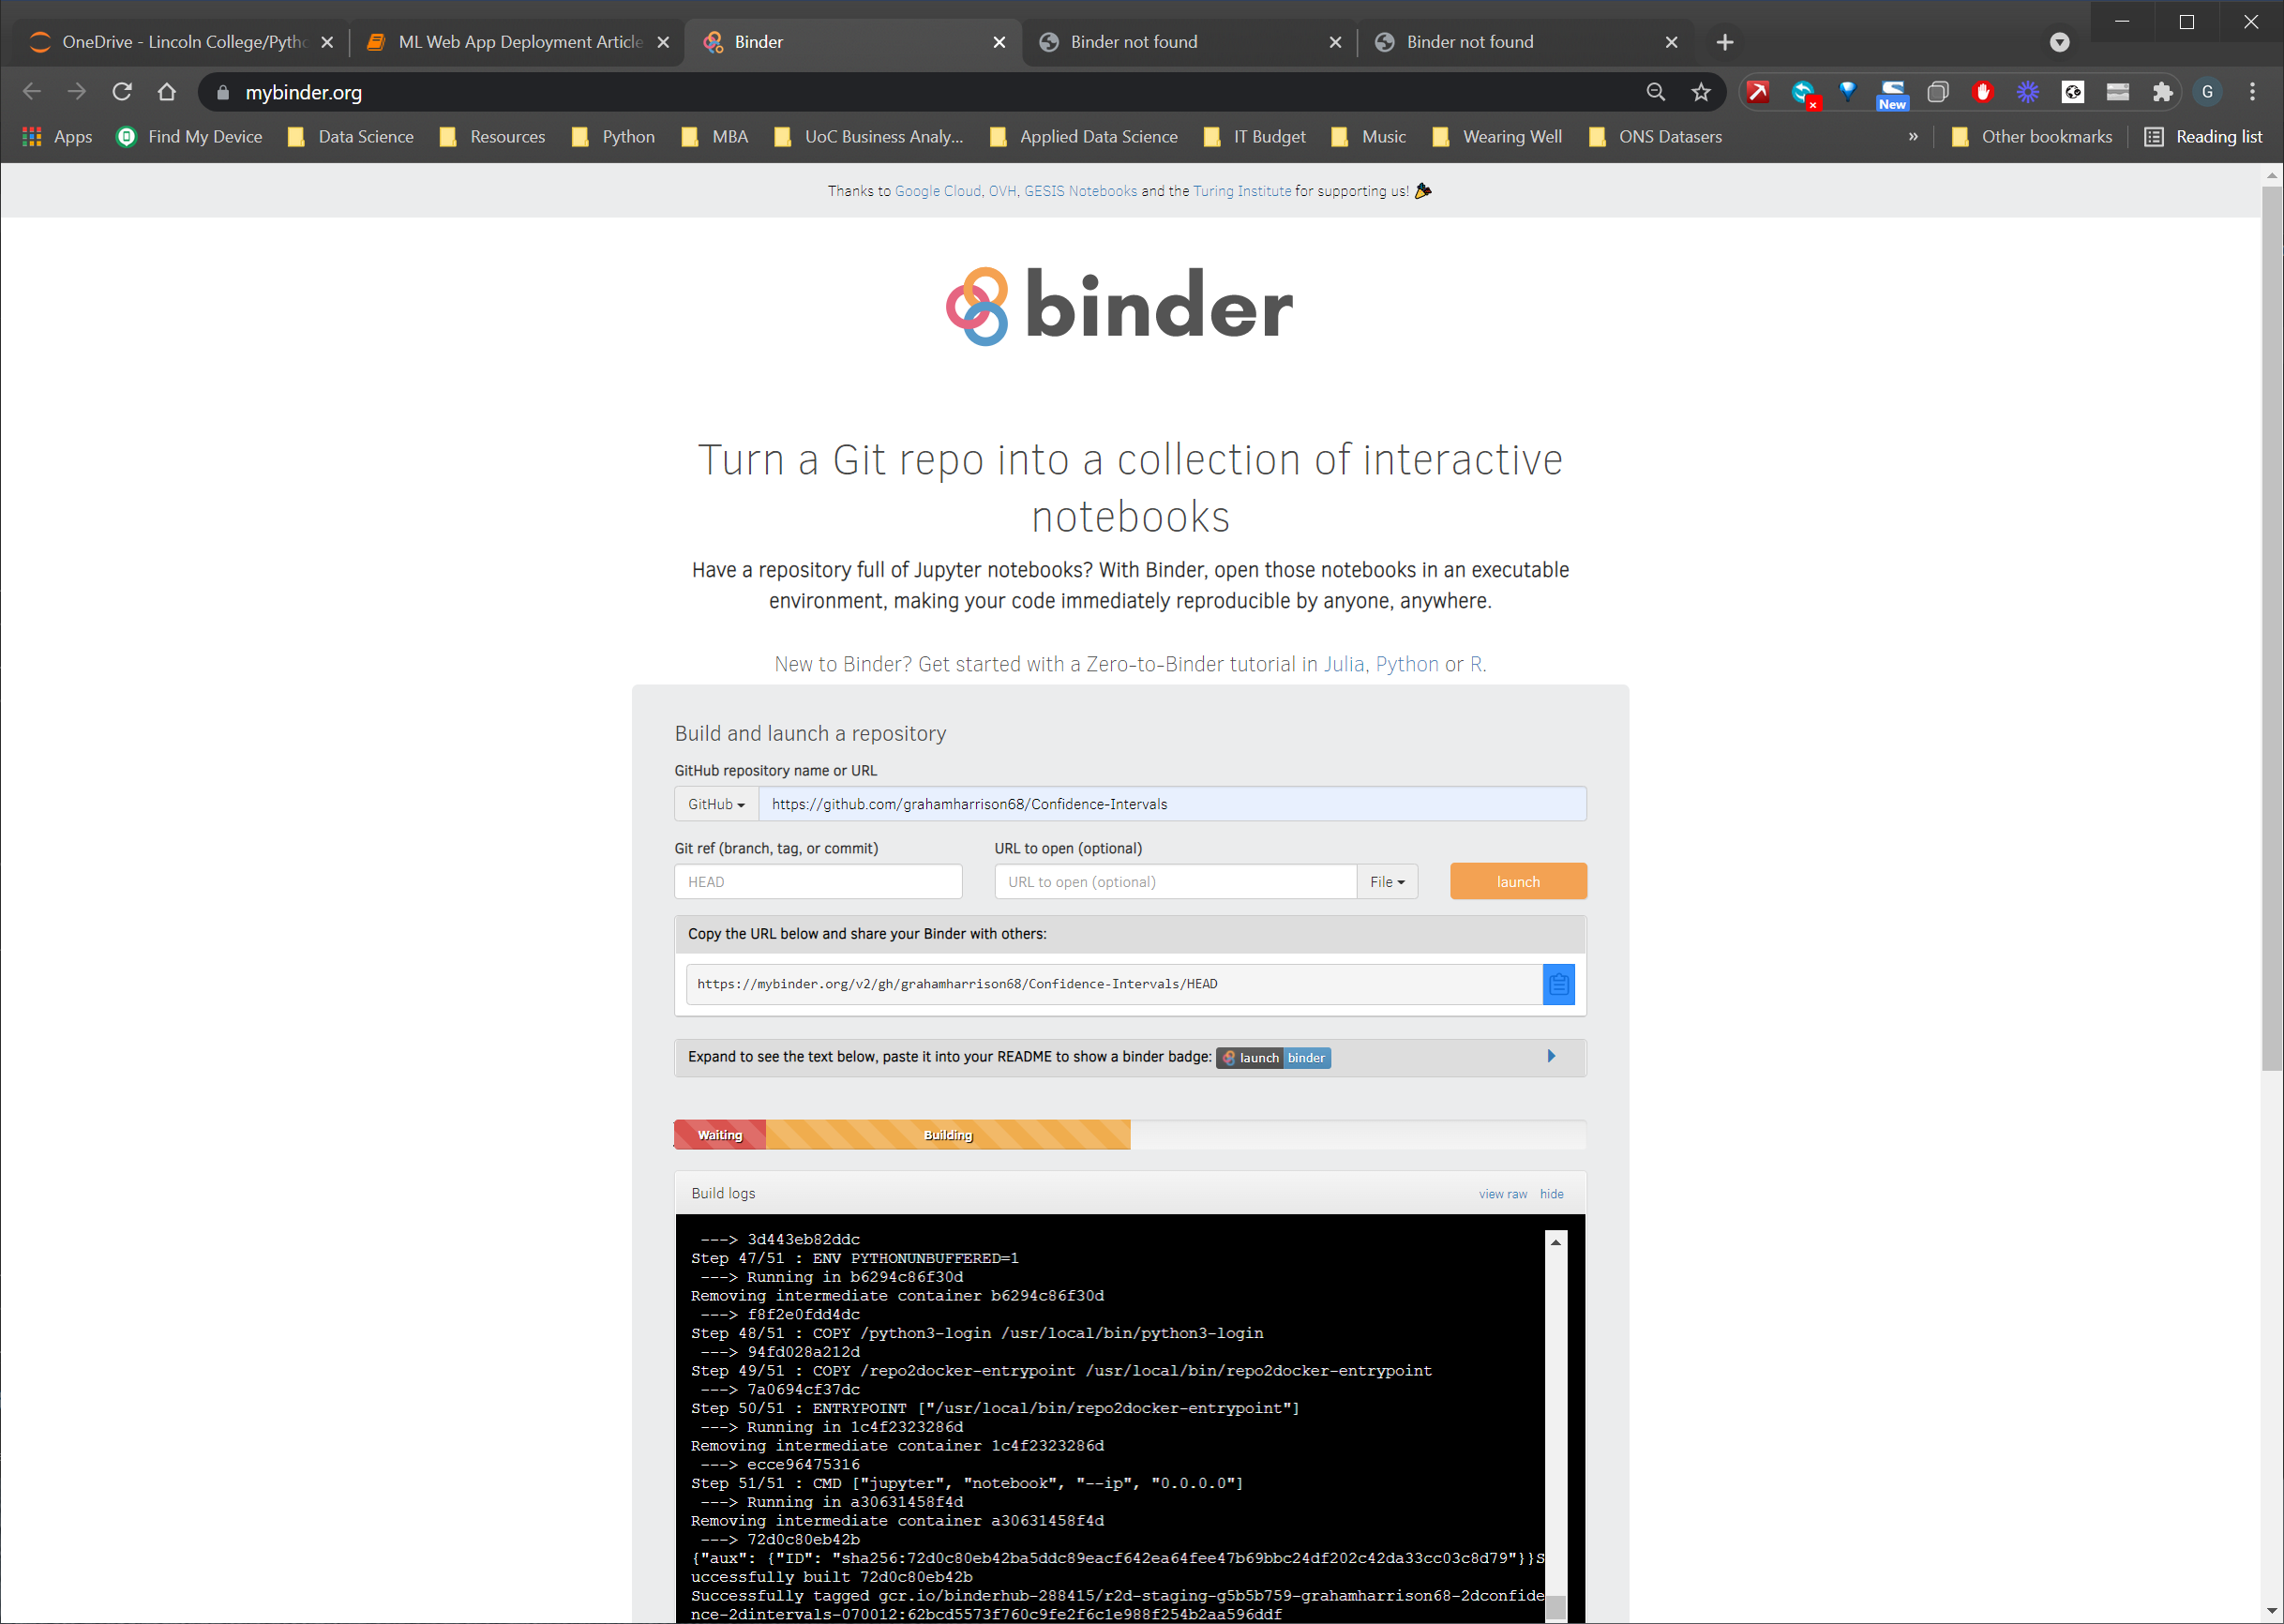 OneDrive - Lincoln College/Pytho
ML Web App Deployment Article
Binder
Binder not found
Binder not found
mybinder.org
New
G
Apps
Find My Device
Data Science
Resources
Python
MBA
UoC Business Analy...
Applied Data Science
IT Budget
Music
Wearing Well
ONS Datasers
»
Other bookmarks
Reading list
Thanks to Google Cloud, OVH, GESIS Notebooks and the Turing Institute for supporting us! 🎉
binder
Turn a Git repo into a collection of interactive
notebooks
Have a repository full of Jupyter notebooks? With Binder, open those notebooks in an executable
environment, making your code immediately reproducible by anyone, anywhere.
New to Binder? Get started with a Zero-to-Binder tutorial in Julia, Python or R.
Build and launch a repository
GitHub repository name or URL
GitHub
https://github.com/grahamharrison68/Confidence-Intervals
Git ref (branch, tag, or commit)
URL to open (optional)
HEAD
URL to open (optional)
File
launch
Copy the URL below and share your Binder with others:
https://mybinder.org/v2/gh/grahamharrison68/Confidence-Intervals/HEAD
Expand to see the text below, paste it into your README to show a binder badge: launch binder
Waiting
Building
Build logs
view raw
hide
---> 3d443eb82ddc
Step 47/51 : ENV PYTHONUNBUFFERED=1
---> Running in b6294c86f30d
Removing intermediate container b6294c86f30d
---> f8f2e0fdd4dc
Step 48/51 : COPY /python3-login /usr/local/bin/python3-login
---> 94fd028a212d
Step 49/51 : COPY /repo2docker-entrypoint /usr/local/bin/repo2docker-entrypoint
---> 7a0694cf37dc
Step 50/51 : ENTRYPOINT ["/usr/local/bin/repo2docker-entrypoint"]
---> Running in 1c4f2323286d
Removing intermediate container 1c4f2323286d
---> ecce96475316
Step 51/51 : CMD ["jupyter", "notebook", "--ip", "0.0.0.0"]
---> Running in a30631458f4d
Removing intermediate container a30631458f4d
---> 72d0c80eb42b
{"aux": {"ID": "sha256:72d0c80eb42ba5ddc89eacf642ea64fee47b69bbc24df202c42da33cc03c8d79"}}S
uccessfully built 72d0c80eb42b
Successfully tagged gcr.io/binderhub-288415/r2d-staging-g5b5b759-grahamharrison68-2dconfide
nce-2dintervals-070012:62bcd5573f760c9fe2f6c1e988f254b2aa596ddf